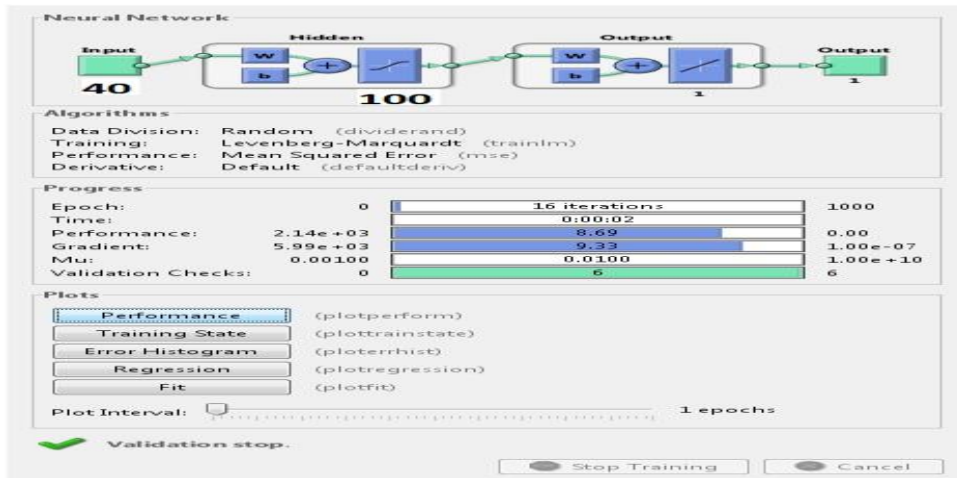 Neural Network
Hidden
Output
Input
Output
W
b
+
W
b
+
40
100
1
1
Algorithms
Data Division: Random (dividerand)
Training: Levenberg-Marquardt (trainlm)
Performance: Mean Squared Error (mse)
Derivative: Default (defaultderiv)
Progress
Epoch: 0 16 iterations 1000
Time: 0:00:02
Performance: 2.14e+03 8.69 0.00
Gradient: 5.99e+03 9.33 1.00e-07
Mu: 0.00100 0.0100 1.00e+10
Validation Checks: 0 6 6
Plots
Performance (plotperform)
Training State (plottrainstate)
Error Histogram (ploterrhist)
Regression (plotregression)
Fit (plotfit)
Plot Interval: 1 epochs
Validation stop.
Stop Training Cancel